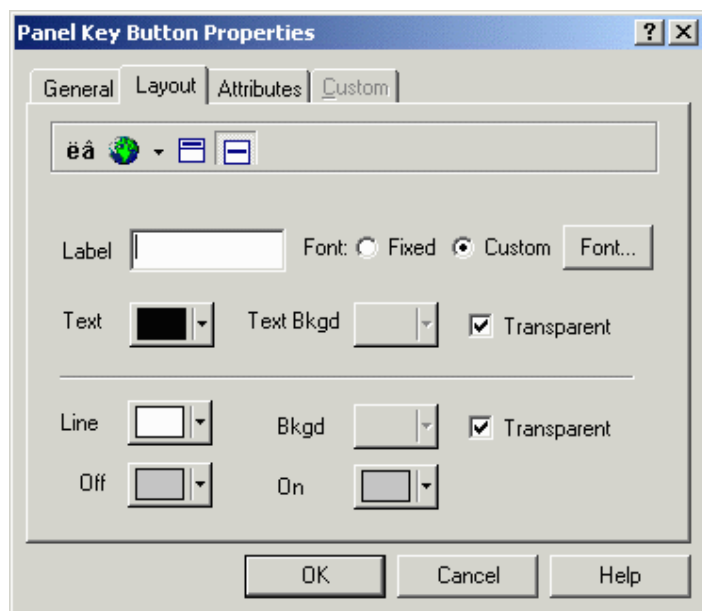 Panel Key Button Properties
General Layout Attributes Custom
ëâ
Label Font: Fixed Custom Font...
Text Text Bkgd Transparent
Line Bkgd Transparent
Off On
OK Cancel Help